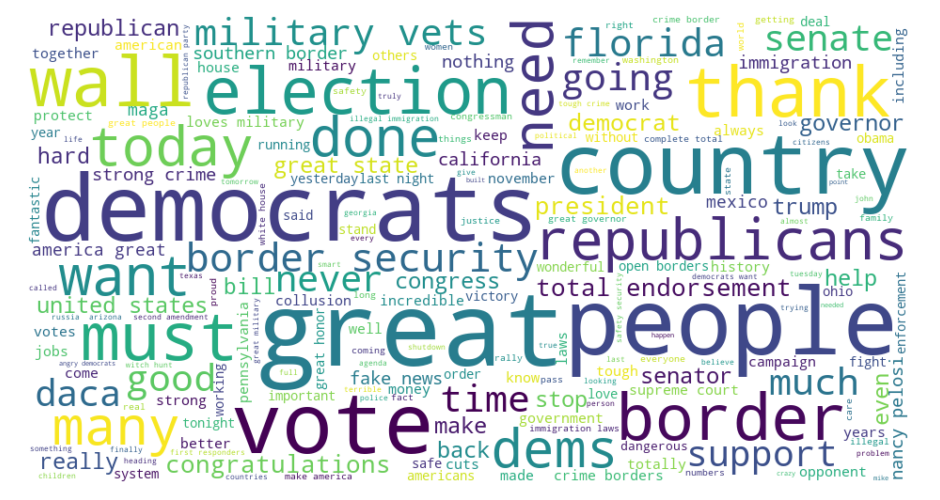 republican
military vets
need
florida
right
crime border
getting
deal
senate
including
together
republican party
american
southern border
others
women
world
remember
washington
house
military
nothing
going
immigration
wall
election
thank
maga
safety
truly
tough crime
protect
great people
loves military
illegal immigration
congressman
work
political
without
complete total
look
governor
year
life
today
running
done
things
keep
democrat
always
citizens
obama
hard
great state
california
another
country
strong crime
yesterday
last night
give
november
president
state
take
fantastic
democrats
tomorrow
built
mexico
trump
point
john
white house
said
georgia
justice
great governor
almost
family
stand
every
republicans
america great
border security
wonderful
open borders
history
tuesday
called
want
texas
proud
never
smart
congress
democrats want
help
bill
total endorsement
ohio
united states
great military
collusion
long
incredible
victory
safety security
trying
needed
enforcement
russia
arizona
second amendment
great
people
votes
must
pennsylvania
great honor
well
coming
rally
true
laws
happen
campaign
fight
jobs
angry democrats
witch hunt
agenda
shutdown
last
everyone
believe
nancy pelosi
come
working
full
fake news
order
know
pass
looking
tough
senator
much
even
daca
good
terrible
police
fact
money
time
stop
love
person
supreme court
care
strong
important
make
government
border
years
many
real
tonight
vote
dems
immigration laws
illegal
something
finally
better
first responders
back
dangerous
support
problem
really
congratulations
safe
cuts
totally
numbers
opponent
children
heading
system
countries
make america
americans
made
crime borders
crazy
mike